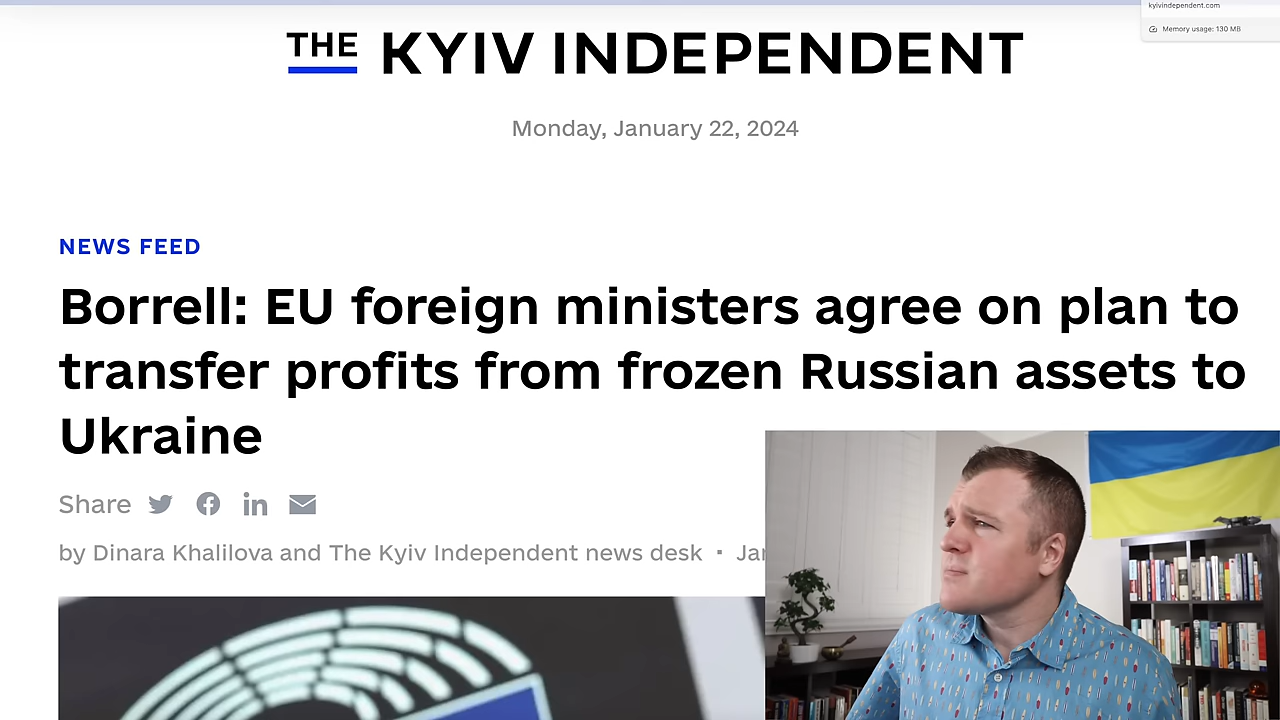 kyivindependent.com
Memory usage: 130 MB
THE KYIV INDEPENDENT
Monday, January 22, 2024
NEWS FEED
Borrell: EU foreign ministers agree on plan to
transfer profits from frozen Russian assets to
Ukraine
Share
by Dinara Khalilova and The Kyiv Independent news desk ▪